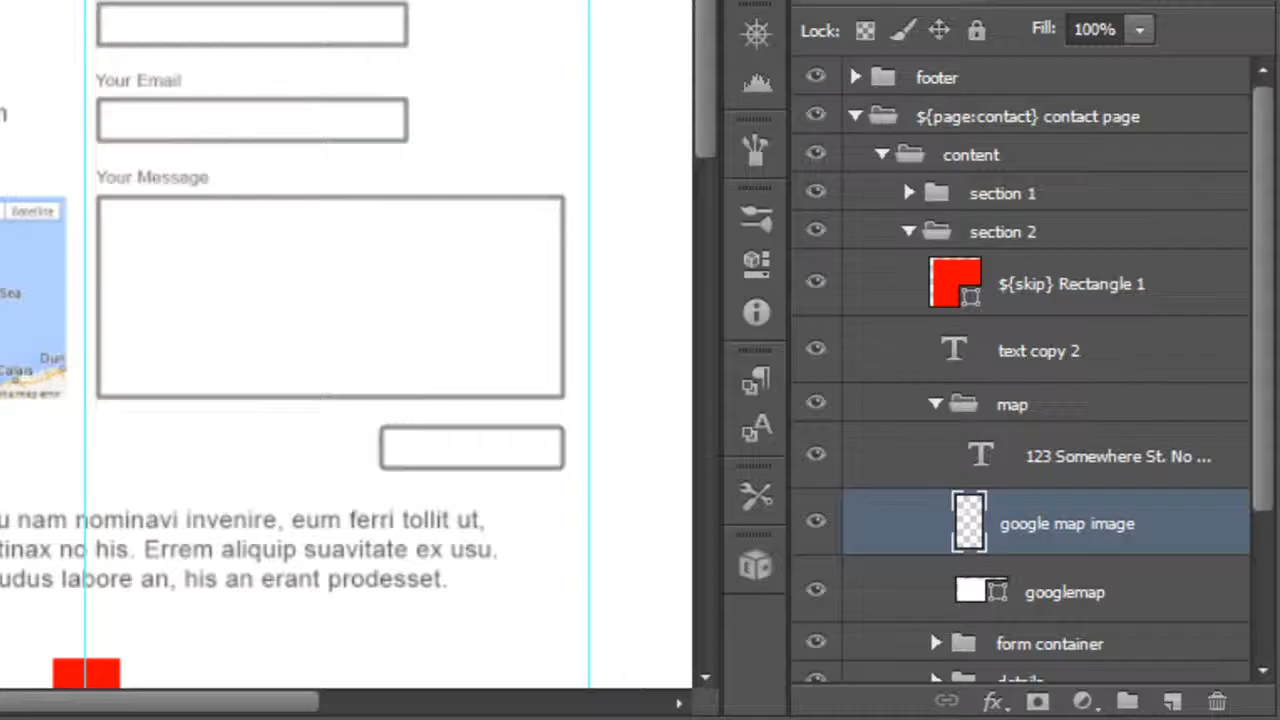 Your Email
Your Message
Satellite
Sea
Calais
u nam nominavi invenire, eum ferri tollit ut,
tinax no his. Errem aliquip suavitate ex usu.
udus labore an, his an erant prodesset.
Lock:
Fill:
100%
footer
${page:contact} contact page
content
section 1
section 2
${skip} Rectangle 1
text copy 2
map
123 Somewhere St. No ...
google map image
googlemap
form container
details
fx